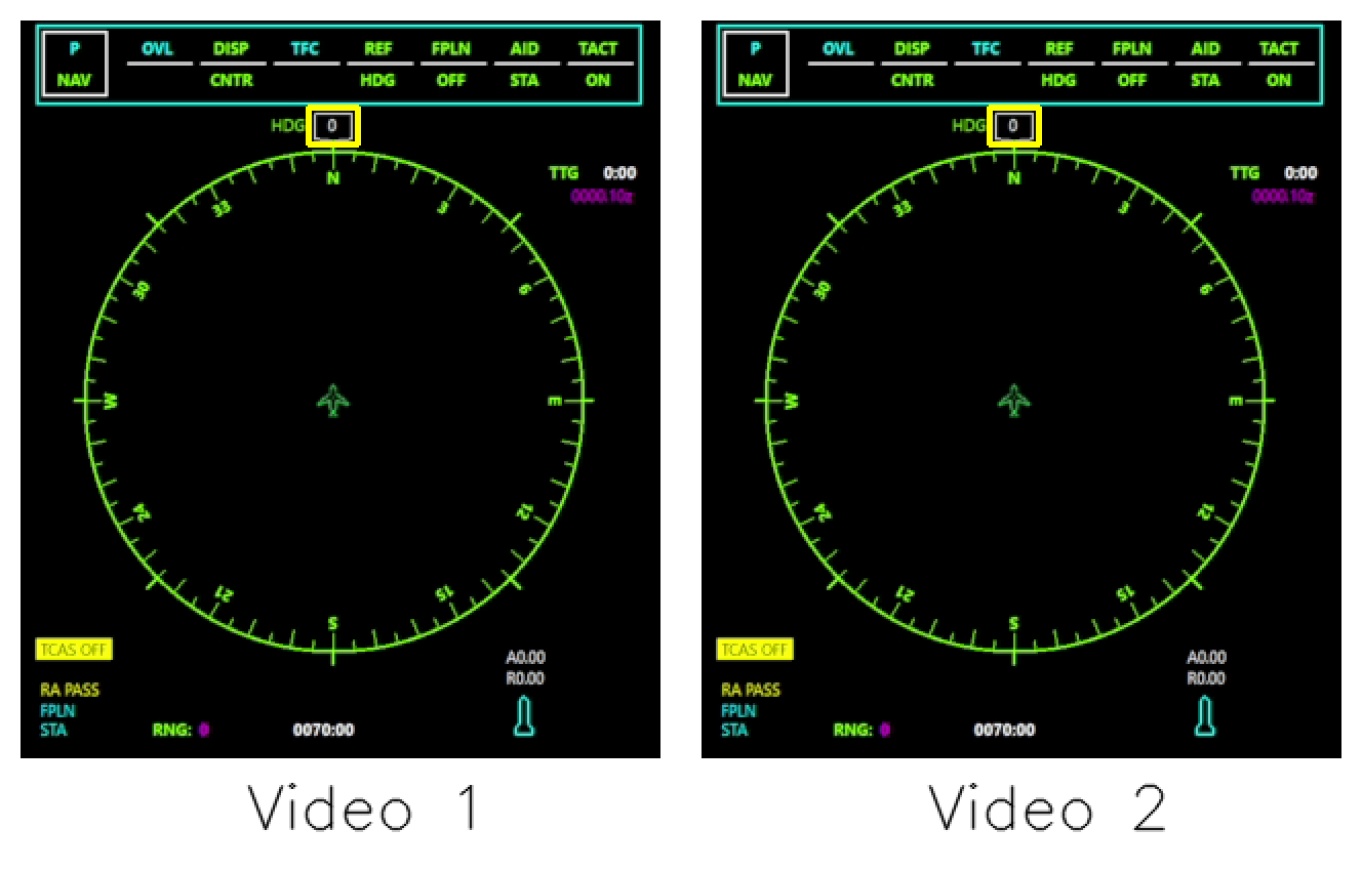 P OVL DISP TFC REF FPLN AID TACT
NAV CNTR HDG OFF STA ON
HDG 0
TTG 0:00
0000.10z
N
33 3
30 6
W E
24 12
21 15
S
TCAS OFF
A0.00
R0.00
RA PASS
FPLN
STA RNG: 0 0070:00
Video 1
P OVL DISP TFC REF FPLN AID TACT
NAV CNTR HDG OFF STA ON
HDG 0
TTG 0:00
0000.10z
N
33 3
30 6
W E
24 12
21 15
S
TCAS OFF
A0.00
R0.00
RA PASS
FPLN
STA RNG: 0 0070:00
Video 2